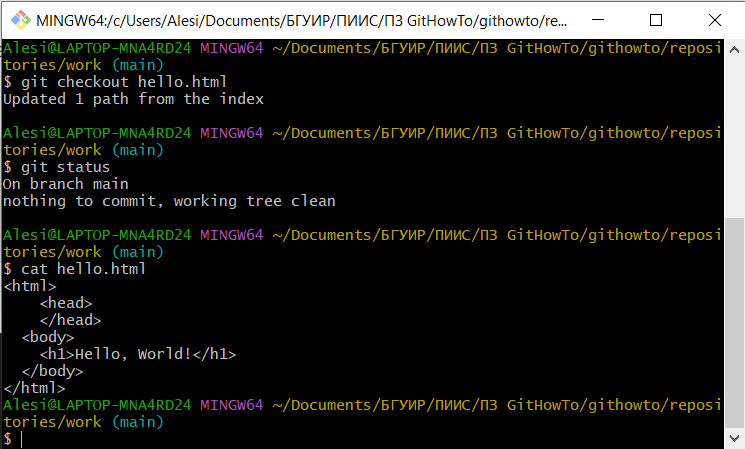 MINGW64:/c/Users/Alesi/Documents/БГУИР/ПИИС/ПЗ GitHowTo/githowto/re...
Alesi@LAPTOP-MNA4RD24 MINGW64 ~/Documents/БГУИР/ПИИС/ПЗ GitHowTo/githowto/reposi
tories/work (main)
$ git checkout hello.html
Updated 1 path from the index

Alesi@LAPTOP-MNA4RD24 MINGW64 ~/Documents/БГУИР/ПИИС/ПЗ GitHowTo/githowto/reposi
tories/work (main)
$ git status
On branch main
nothing to commit, working tree clean

Alesi@LAPTOP-MNA4RD24 MINGW64 ~/Documents/БГУИР/ПИИС/ПЗ GitHowTo/githowto/reposi
tories/work (main)
$ cat hello.html
<html>
    <head>
    </head>
  <body>
    <h1>Hello, World!</h1>
  </body>
</html>
Alesi@LAPTOP-MNA4RD24 MINGW64 ~/Documents/БГУИР/ПИИС/ПЗ GitHowTo/githowto/reposi
tories/work (main)
$